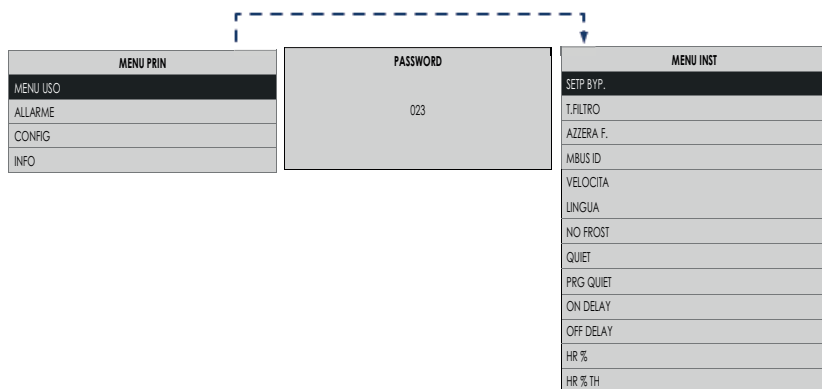 MENU PRIN
MENU USO
ALLARME
CONFIG
INFO
PASSWORD
023
MENU INST
SETP BYP.
T.FILTRO
AZZERA F.
MBUS ID
VELOCITA
LINGUA
NO FROST
QUIET
PRG QUIET
ON DELAY
OFF DELAY
HR %
HR % TH